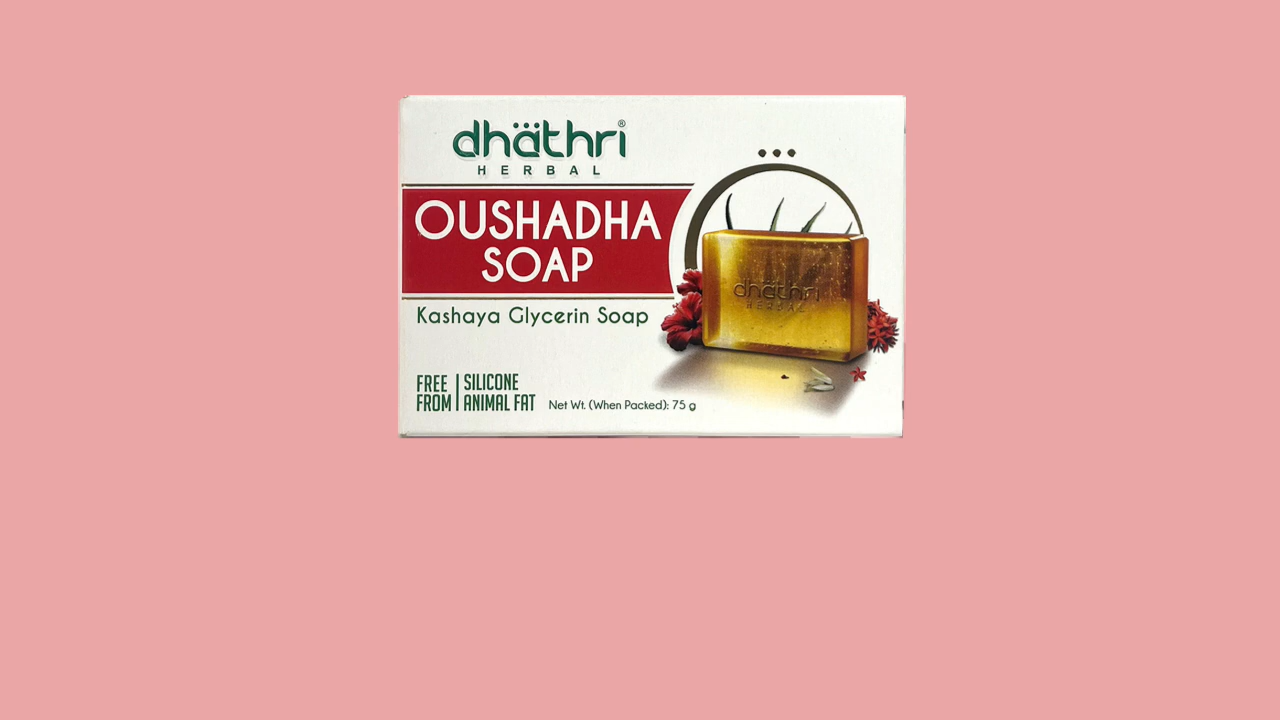 dhäthri®
HERBAL
OUSHADHA
SOAP
Kashaya Glycerin Soap
FREE FROM | SILICONE ANIMAL FAT
Net Wt. (When Packed): 75 g
dhäthri
HERBAL